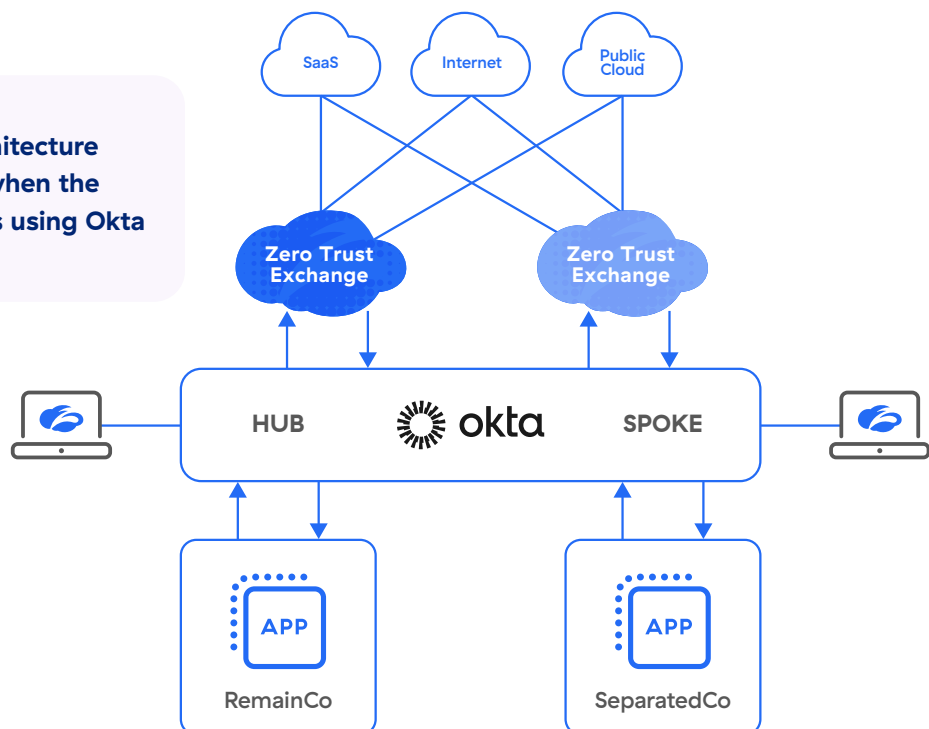 SaaS
Internet
Public
Cloud
hitecture
when the
s using Okta
Zero Trust
Exchange
Zero Trust
Exchange
HUB
okta
SPOKE
APP
RemainCo
APP
SeparatedCo